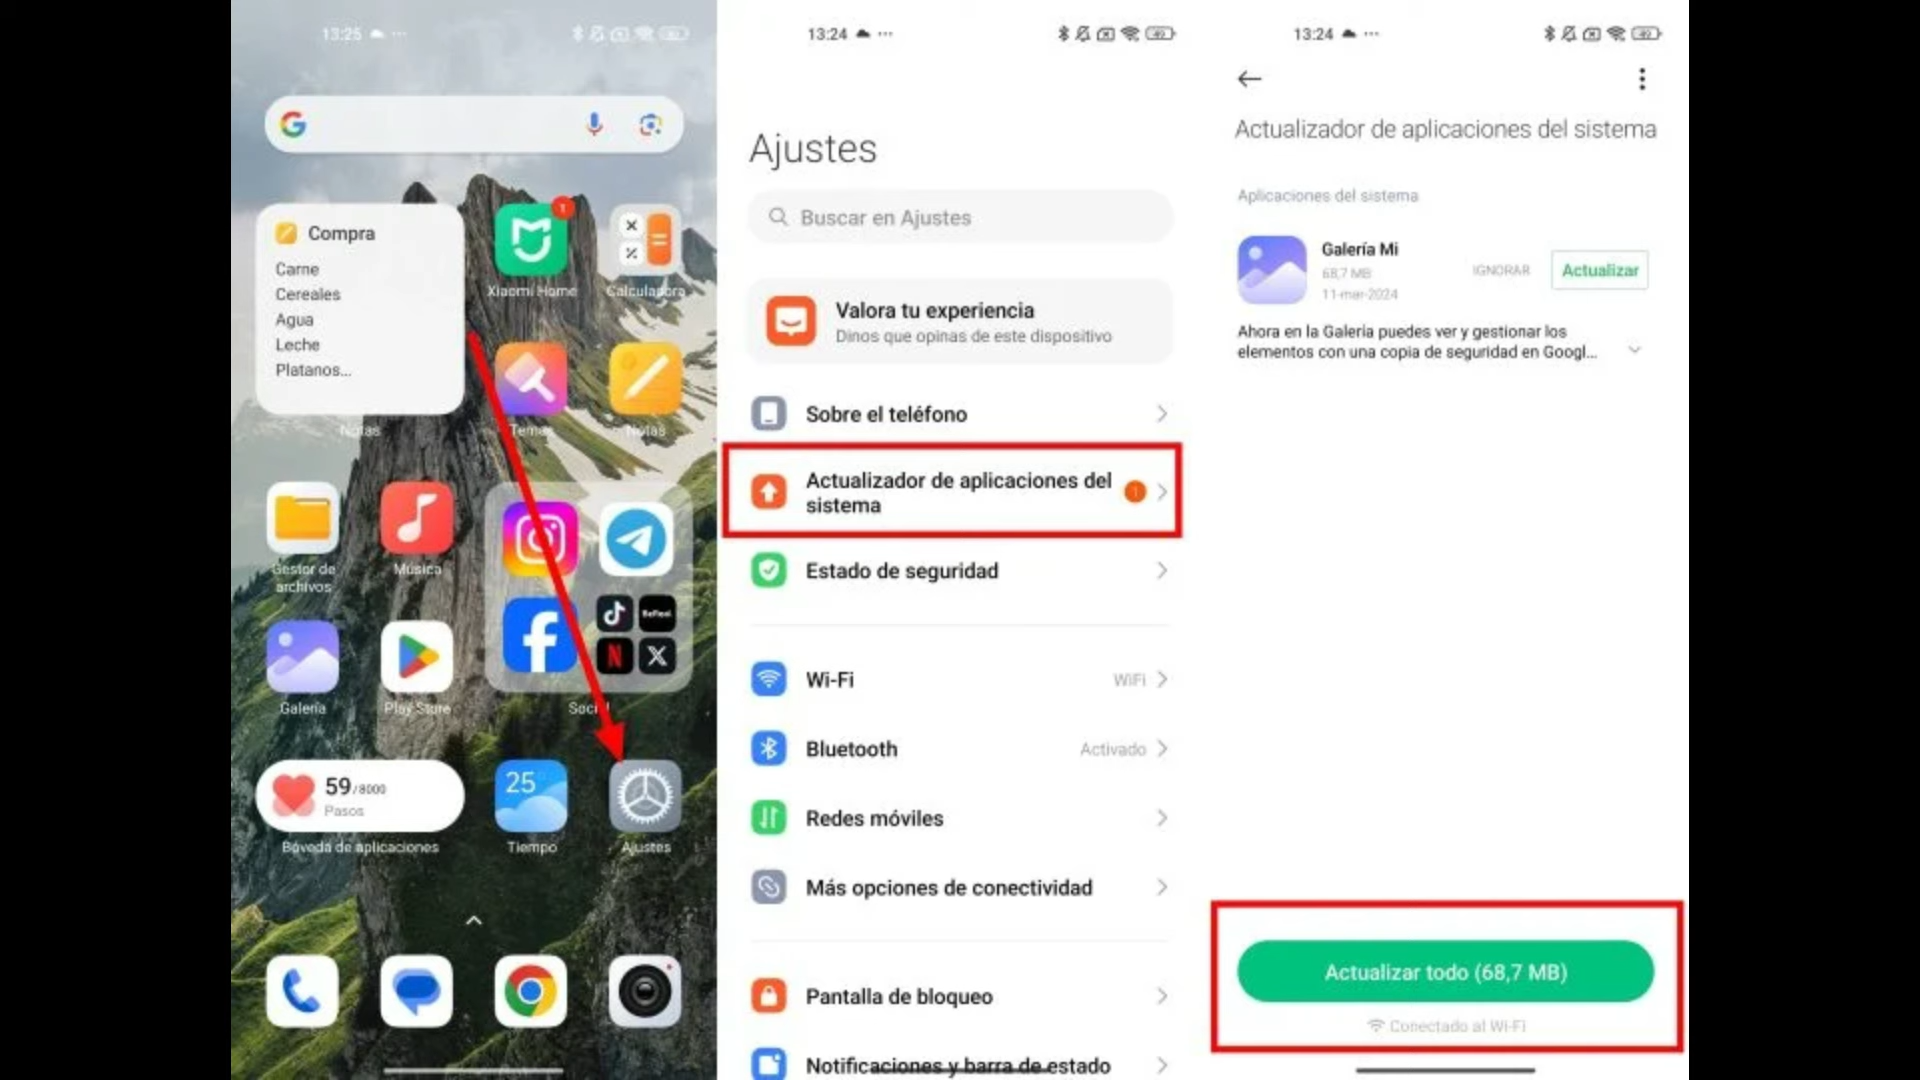 13:25
Compra
Carne
Cereales
Agua
Leche
Platanos...
Notas
1
Xiaomi Home
Calculadora
Temas
Notas
Gestor de
archivos
Música
Galería
Play Store
BeReal.
Social
59/8000
Pasos
Bóveda de aplicaciones
25
Tiempo
Ajustes
13:24
Ajustes
Buscar en Ajustes
Valora tu experiencia
Dinos que opinas de este dispositivo
Sobre el teléfono
Actualizador de aplicaciones del
sistema
1
Estado de seguridad
Wi-Fi
WiFi
Bluetooth
Activado
Redes móviles
Más opciones de conectividad
Pantalla de bloqueo
Notificaciones y barra de estado
13:24
Actualizador de aplicaciones del sistema
Aplicaciones del sistema
Galería Mi
68,7 MB
11-mar-2024
IGNORAR
Actualizar
Ahora en la Galería puedes ver y gestionar los
elementos con una copia de seguridad en Googl...
Actualizar todo (68,7 MB)
Conectado al Wi-Fi